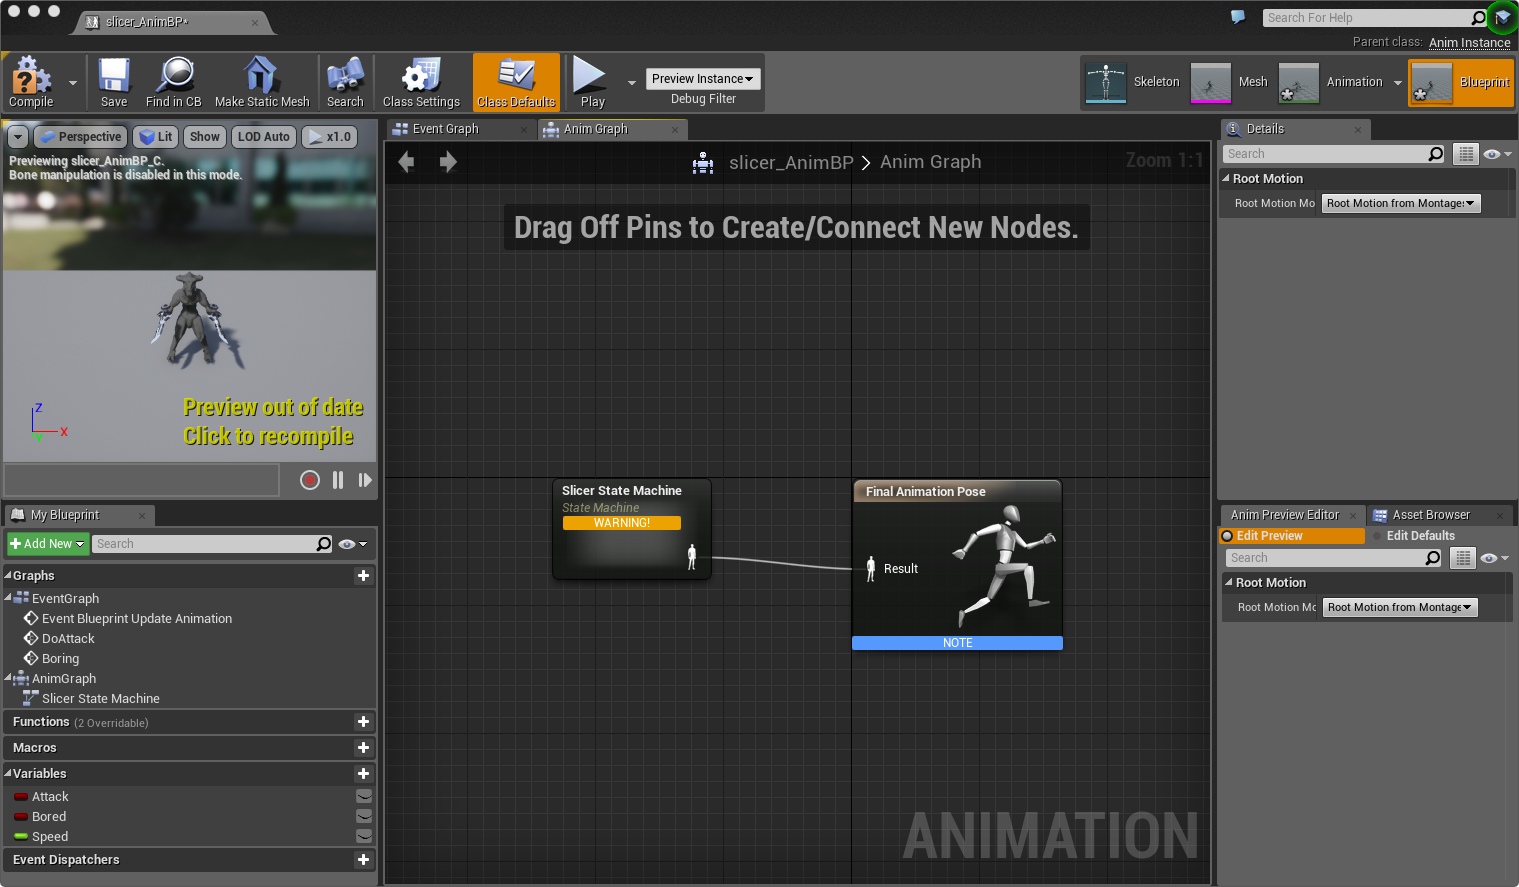 slicer_AnimBP*
Search For Help
Parent class: Anim Instance
Compile
Save
Find in CB
Make Static Mesh
Search
Class Settings
Class Defaults
Play
Preview Instance
Debug Filter
Skeleton
Mesh
Animation
Blueprint
Perspective
Lit
Show
LOD Auto
x1.0
Previewing slicer_AnimBP_C.
Bone manipulation is disabled in this mode.
Z
X
Y
Preview out of date
Click to recompile
My Blueprint
Add New
Search
Graphs
EventGraph
Event Blueprint Update Animation
DoAttack
Boring
AnimGraph
Slicer State Machine
Functions (2 Overridable)
Macros
Variables
Attack
Bored
Speed
Event Dispatchers
Event Graph
Anim Graph
slicer_AnimBP > Anim Graph
Zoom 1:1
Drag Off Pins to Create/Connect New Nodes.
Slicer State Machine
State Machine
WARNING!
Final Animation Pose
Result
NOTE
ANIMATION
Details
Search
Root Motion
Root Motion Mo
Root Motion from Montages
Anim Preview Editor
Asset Browser
Edit Preview
Edit Defaults
Search
Root Motion
Root Motion Mo
Root Motion from Montage